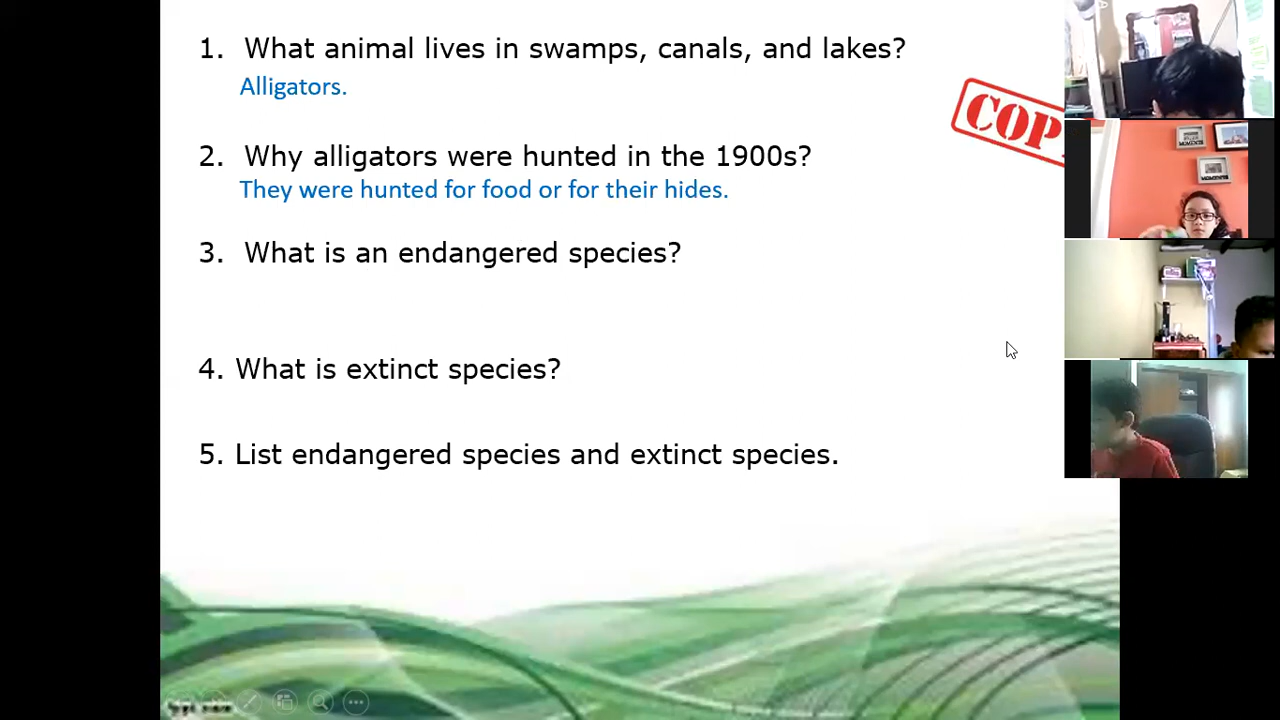 1. What animal lives in swamps, canals, and lakes?
Alligators.
COP
2. Why alligators were hunted in the 1900s?
They were hunted for food or for their hides.
3. What is an endangered species?
4. What is extinct species?
5. List endangered species and extinct species.